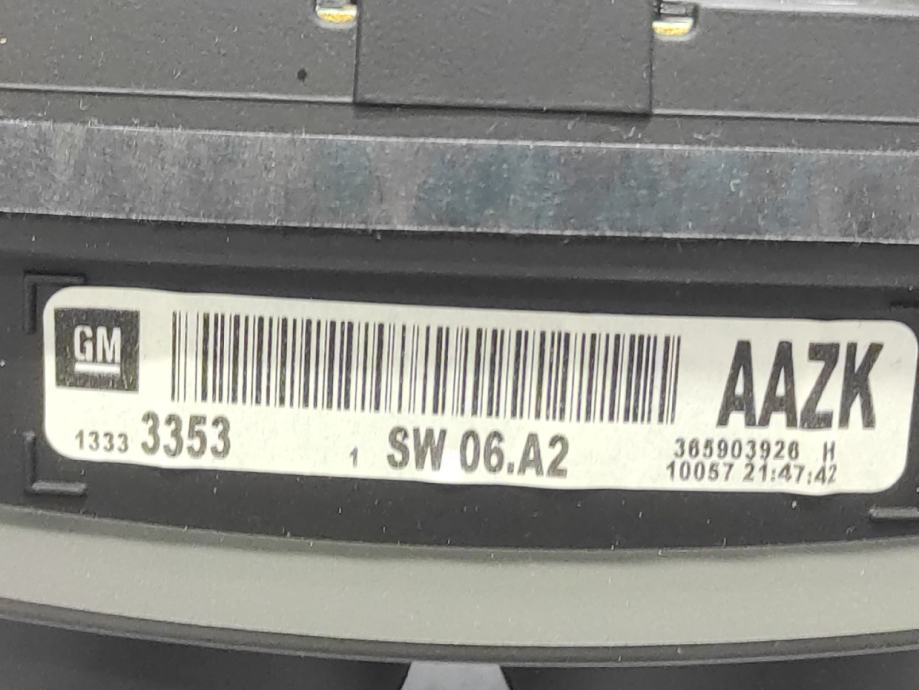 GM
AAZK
1333 3353
1 SW 06.A2
365903926 H
10057 21:47:42